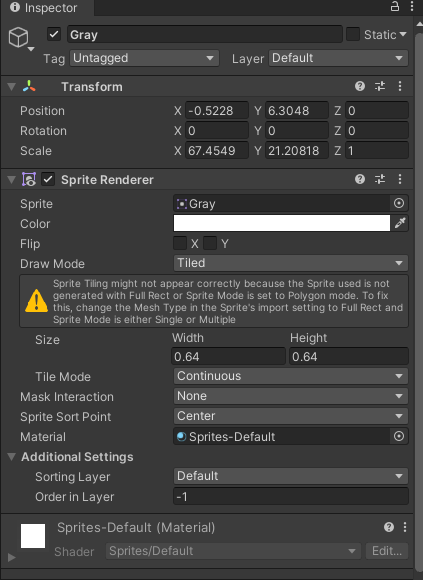 Inspector
Gray
Static
Tag Untagged Layer Default
Transform
Position X -0.5228 Y 6.3048 Z 0
Rotation X 0 Y 0 Z 0
Scale X 67.4549 Y 21.20818 Z 1
Sprite Renderer
Sprite Gray
Color
Flip X Y
Draw Mode Tiled
Sprite Tiling might not appear correctly because the Sprite used is not
generated with Full Rect or Sprite Mode is set to Polygon mode. To fix
this, change the Mesh Type in the Sprite's import setting to Full Rect and
Sprite Mode is either Single or Multiple
Size Width Height
0.64 0.64
Tile Mode Continuous
Mask Interaction None
Sprite Sort Point Center
Material Sprites-Default
Additional Settings
Sorting Layer Default
Order in Layer -1
Sprites-Default (Material)
Shader Sprites/Default Edit...